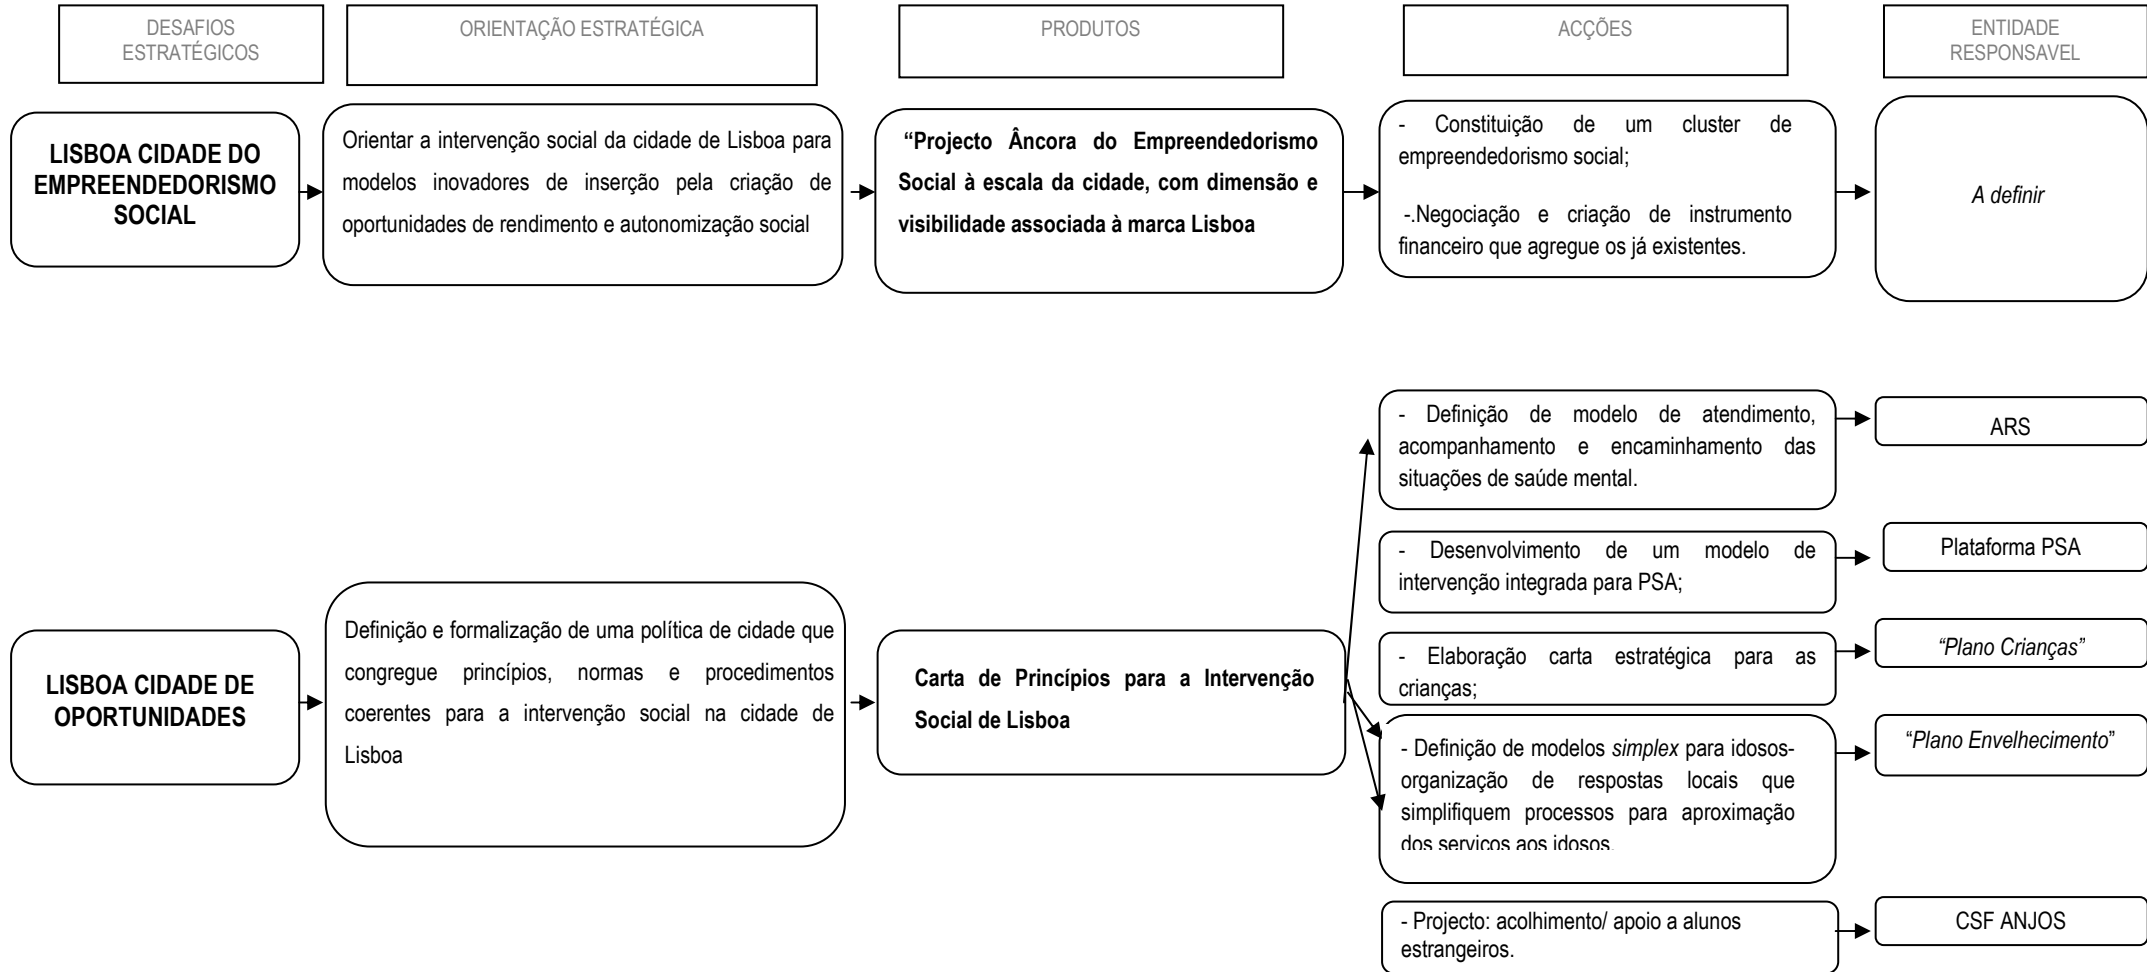 DESAFIOS
ESTRATÉGICOS
ORIENTAÇÃO ESTRATÉGICA
PRODUTOS
ACÇÕES
ENTIDADE
RESPONSAVEL
LISBOA CIDADE DO
EMPREENDEDORISMO
SOCIAL
Orientar a intervenção social da cidade de Lisboa para
modelos inovadores de inserção pela criação de
oportunidades de rendimento e autonomização social
“Projecto Âncora do Empreendedorismo
Social à escala da cidade, com dimensão e
visibilidade associada à marca Lisboa
- Constituição de um cluster de
empreendedorismo social;
-.Negociação e criação de instrumento
financeiro que agregue os já existentes.
A definir
LISBOA CIDADE DE
OPORTUNIDADES
Definição e formalização de uma política de cidade que
congregue princípios, normas e procedimentos
coerentes para a intervenção social na cidade de
Lisboa
Carta de Princípios para a Intervenção
Social de Lisboa
- Definição de modelo de atendimento,
acompanhamento e encaminhamento das
situações de saúde mental.
ARS
- Desenvolvimento de um modelo de
intervenção integrada para PSA;
Plataforma PSA
- Elaboração carta estratégica para as
crianças;
“Plano Crianças”
- Definição de modelos simplex para idosos-
organização de respostas locais que
simplifiquem processos para aproximação
dos serviços aos idosos.
“Plano Envelhecimento”
- Projecto: acolhimento/ apoio a alunos
estrangeiros.
CSF ANJOS